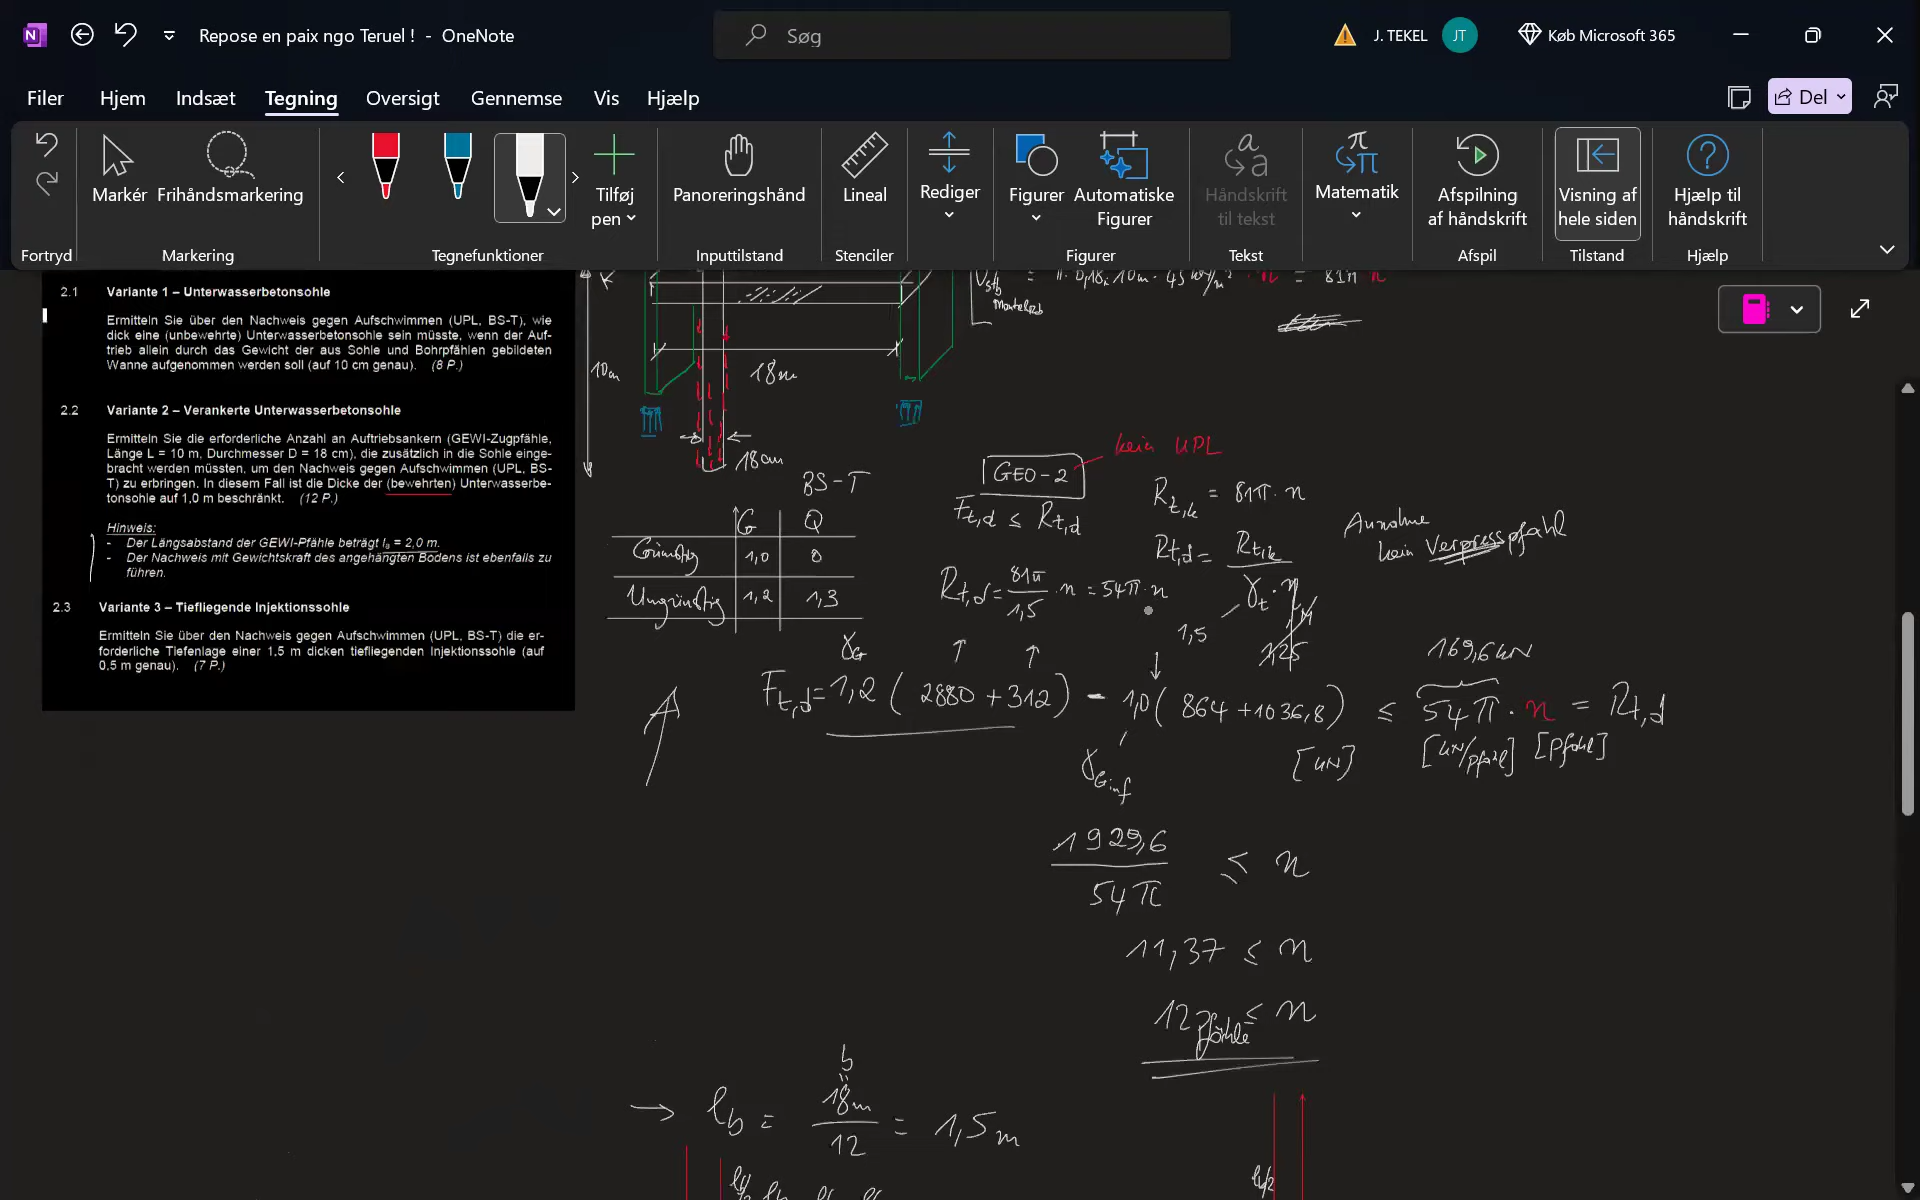 Repose en paix ngo Teruel ! - OneNote
Søg
J. TEKEL
JT
Køb Microsoft 365
Filer
Hjem
Indsæt
Tegning
Oversigt
Gennemse
Vis
Hjælp
Del
Markér
Frihåndsmarkering
Tilføj
pen
Panoreringshånd
Lineal
Rediger
Figurer
Automatiske
Figurer
Håndskrift
til tekst
Matematik
Afspilning
af håndskrift
Visning af
hele siden
Hjælp til
håndskrift
Fortryd
Markering
Tegnefunktioner
Inputtilstand
Stenciler
Figurer
Tekst
Afspil
Tilstand
Hjælp
2.1 Variante 1 – Unterwasserbetonsohle
Ermitteln Sie über den Nachweis gegen Aufschwimmen (UPL, BS-T), wie
dick eine (unbewehrte) Unterwasserbetonsohle sein müsste, wenn der Auf-
trieb allein durch das Gewicht der aus Sohle und Bohrpfählen gebildeten
Wanne aufgenommen werden soll (auf 10 cm genau). (8 P.)
2.2 Variante 2 – Verankerte Unterwasserbetonsohle
Ermitteln Sie die erforderliche Anzahl an Auftriebsankern (GEWI-Zugpfähle,
Länge L = 10 m, Durchmesser D = 18 cm), die zusätzlich in die Sohle einge-
bracht werden müssten, um den Nachweis gegen Aufschwimmen (UPL, BS-
T) zu erbringen. In diesem Fall ist die Dicke der (bewehrten) Unterwasserbe-
tonsohle auf 1,0 m beschränkt. (12 P.)
Hinweis:
- Der Längsabstand der GEWI-Pfähle beträgt lₐ = 2,0 m.
- Der Nachweis mit Gewichtskraft des angehängten Bodens ist ebenfalls zu
führen.
2.3 Variante 3 – Tiefliegende Injektionssohle
Ermitteln Sie über den Nachweis gegen Aufschwimmen (UPL, BS-T) die er-
forderliche Tiefenlage einer 1,5 m dicken tiefliegenden Injektionssohle (auf
0,5 m genau). (7 P.)
10m
18m
18cm
BS-T
G Q
Günstig 1,0 0
Ungünstig 1,2 1,3
γG
GEO-2
kein UPL
Ft,d ≤ Rt,d
Rt,k = 81π · n
Rt,d = Rt,k / γt · η
1,5
1,25
Annahme
kein Verpresspfahl
Rt,d = 81π / 1,5 · n = 54π · n
169,6 kN
Ft,d = 1,2 ( 2880 + 312 ) - 1,0 ( 864 + 1036,8 ) ≤ 54π · n = Rt,d
γG,inf
[kN]
[kN/Pfahl] [Pfahl]
1929,6 / 54π ≤ n
11,37 ≤ n
12 Pfähle ≤ n
b
→ lb = 18m / 12 = 1,5 m